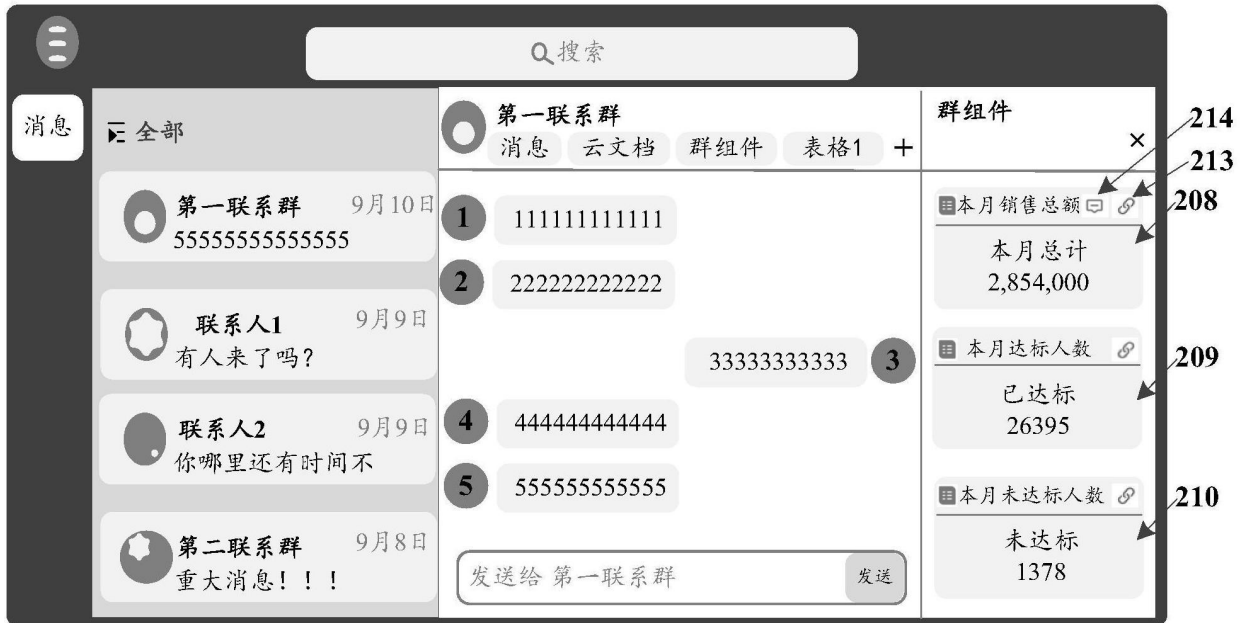 搜索
消息
全部
第一联系群 9月10日
55555555555555
联系人1 9月9日
有人来了吗?
联系人2 9月9日
你哪里还有时间不
第二联系群 9月8日
重大消息!!!
第一联系群
消息 云文档 群组件 表格1 +
1 111111111111
2 222222222222
33333333333 3
4 444444444444
5 555555555555
发送给 第一联系群 发送
群组件
×
本月销售总额
本月总计
2,854,000
本月达标人数
已达标
26395
本月未达标人数
未达标
1378
214
213
208
209
210